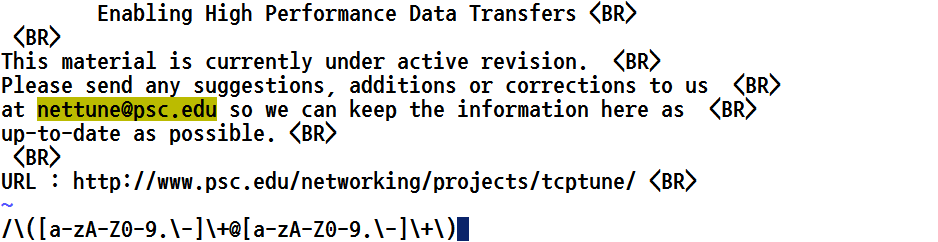 Enabling High Performance Data Transfers <BR>
<BR>
This material is currently under active revision. <BR>
Please send any suggestions, additions or corrections to us <BR>
at nettune@psc.edu so we can keep the information here as <BR>
up-to-date as possible. <BR>
<BR>
URL : http://www.psc.edu/networking/projects/tcptune/ <BR>
~
/\([a-zA-Z0-9.\-]\+@[a-zA-Z0-9.\-]\+\)